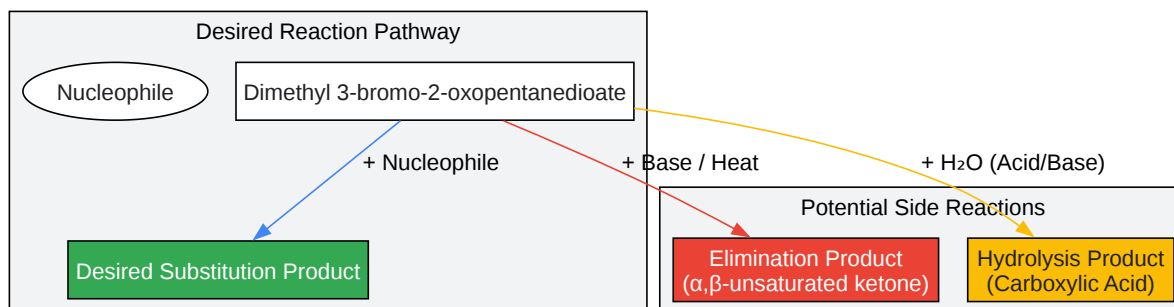 Desired Reaction Pathway
Nucleophile
Dimethyl 3-bromo-2-oxopentanedioate
+ Nucleophile
+ Base / Heat
+ H₂O (Acid/Base)
Potential Side Reactions
Desired Substitution Product
Elimination Product
(α,β-unsaturated ketone)
Hydrolysis Product
(Carboxylic Acid)